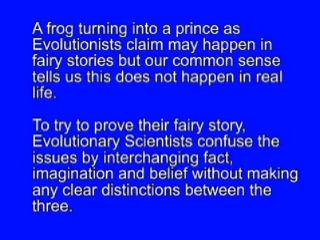 A frog turning into a prince as
Evolutionists claim may happen in
fairy stories but our common sense
tells us this does not happen in real
life.
To try to prove their fairy story,
Evolutionary Scientists confuse the
issues by interchanging fact,
imagination and belief without making
any clear distinctions between the
three.